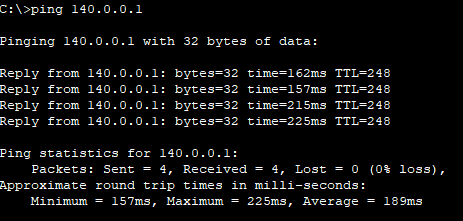 C:\>ping 140.0.0.1
Pinging 140.0.0.1 with 32 bytes of data:
Reply from 140.0.0.1: bytes=32 time=162ms TTL=248
Reply from 140.0.0.1: bytes=32 time=157ms TTL=248
Reply from 140.0.0.1: bytes=32 time=215ms TTL=248
Reply from 140.0.0.1: bytes=32 time=225ms TTL=248
Ping statistics for 140.0.0.1:
Packets: Sent = 4, Received = 4, Lost = 0 (0% loss),
Approximate round trip times in milli-seconds:
Minimum = 157ms, Maximum = 225ms, Average = 189ms